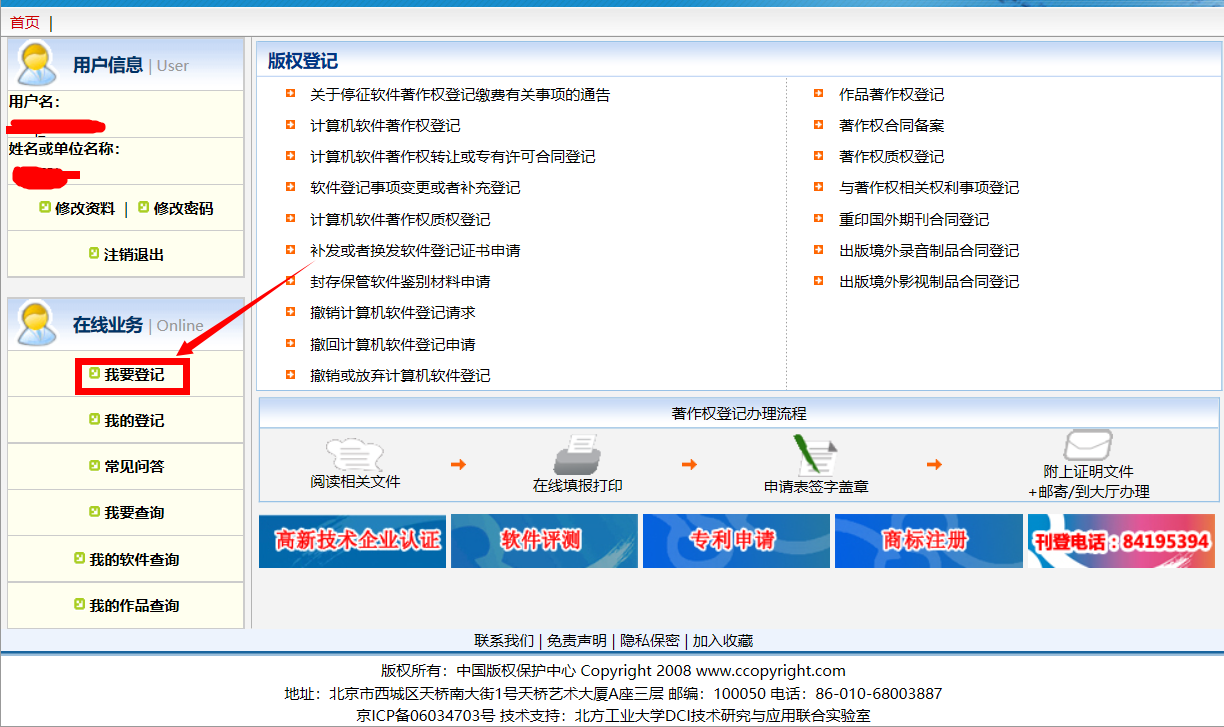 首页 |
用户信息 | User
用户名：
姓名或单位名称：
修改资料 | 修改密码
注销退出
在线业务 | Online
我要登记
我的登记
常见问答
我要查询
我的软件查询
我的作品查询
版权登记
关于停征软件著作权登记缴费有关事项的通告
计算机软件著作权登记
计算机软件著作权转让或专有许可合同登记
软件登记事项变更或者补充登记
计算机软件著作权质权登记
补发或者换发软件登记证书申请
封存保管软件鉴别材料申请
撤销计算机软件登记请求
撤回计算机软件登记申请
撤销或放弃计算机软件登记
作品著作权登记
著作权合同备案
著作权质权登记
与著作权相关权利事项登记
重印国外期刊合同登记
出版境外录音制品合同登记
出版境外影视制品合同登记
著作权登记办理流程
阅读相关文件
在线填报打印
申请表签字盖章
附上证明文件
+邮寄/到大厅办理
高新技术企业认证
软件评测
专利申请
商标注册
刊登电话：84195394
联系我们 | 免责声明 | 隐私保密 | 加入收藏
版权所有：中国版权保护中心 Copyright 2008 www.ccopyright.com
地址：北京市西城区天桥南大街1号天桥艺术大厦A座三层 邮编：100050 电话：86-010-68003887
京ICP备06034703号 技术支持：北方工业大学DCI技术研究与应用联合实验室